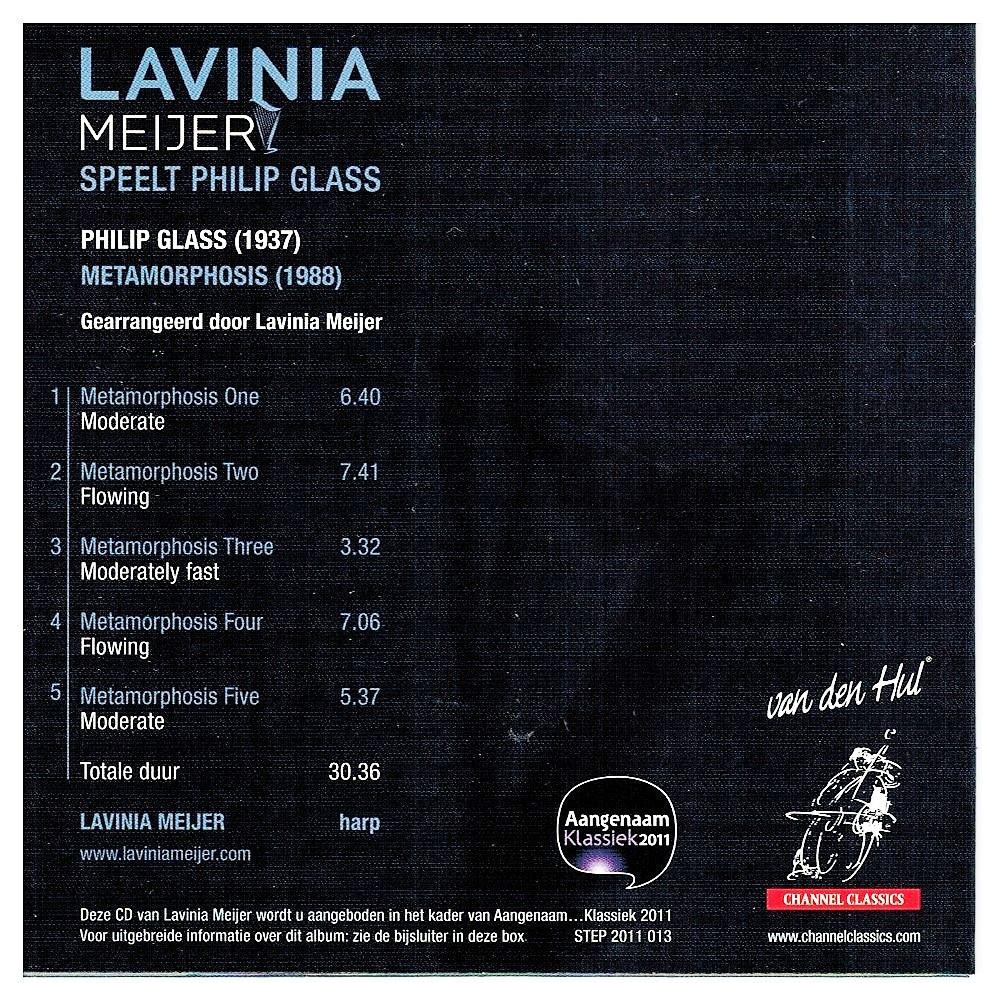 LAVINIA
MEIJER
SPEELT PHILIP GLASS
PHILIP GLASS (1937)
METAMORPHOSIS (1988)
Gearrangeerd door Lavinia Meijer
1 Metamorphosis One 6.40
Moderate
2 Metamorphosis Two 7.41
Flowing
3 Metamorphosis Three 3.32
Moderately fast
4 Metamorphosis Four 7.06
Flowing
5 Metamorphosis Five 5.37
Moderate
Totale duur 30.36
LAVINIA MEIJER harp
www.laviniameijer.com
Aangenaam
Klassiek2011
van den Hul®
CHANNEL CLASSICS
Deze CD van Lavinia Meijer wordt u aangeboden in het kader van Aangenaam...Klassiek 2011
Voor uitgebreide informatie over dit album: zie de bijsluiter in deze box. STEP 2011 013
www.channelclassics.com